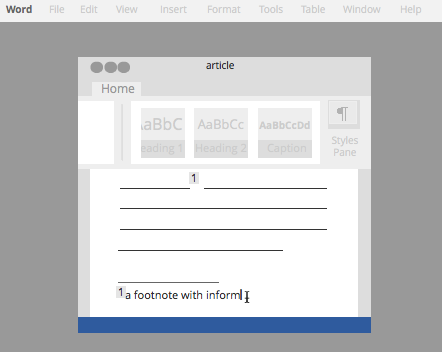 Word File Edit View Insert Format Tools Table Window Help
article
Home
AaBbC AaBbCc AaBbCcDd ¶
eading 1 Heading 2 Caption
Styles
Pane
1
1 a footnote with inform